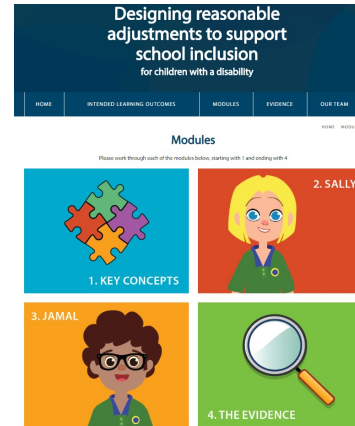 Designing reasonable
adjustments to support
school inclusion
for children with a disability
HOME INTENDED LEARNING OUTCOMES MODULES EVIDENCE OUR TEAM
HOME
Modules
Please work through each of the modules below, starting with 1 and ending with 4
1. KEY CONCEPTS
2. SALLY
3. JAMAL
4. THE EVIDENCE